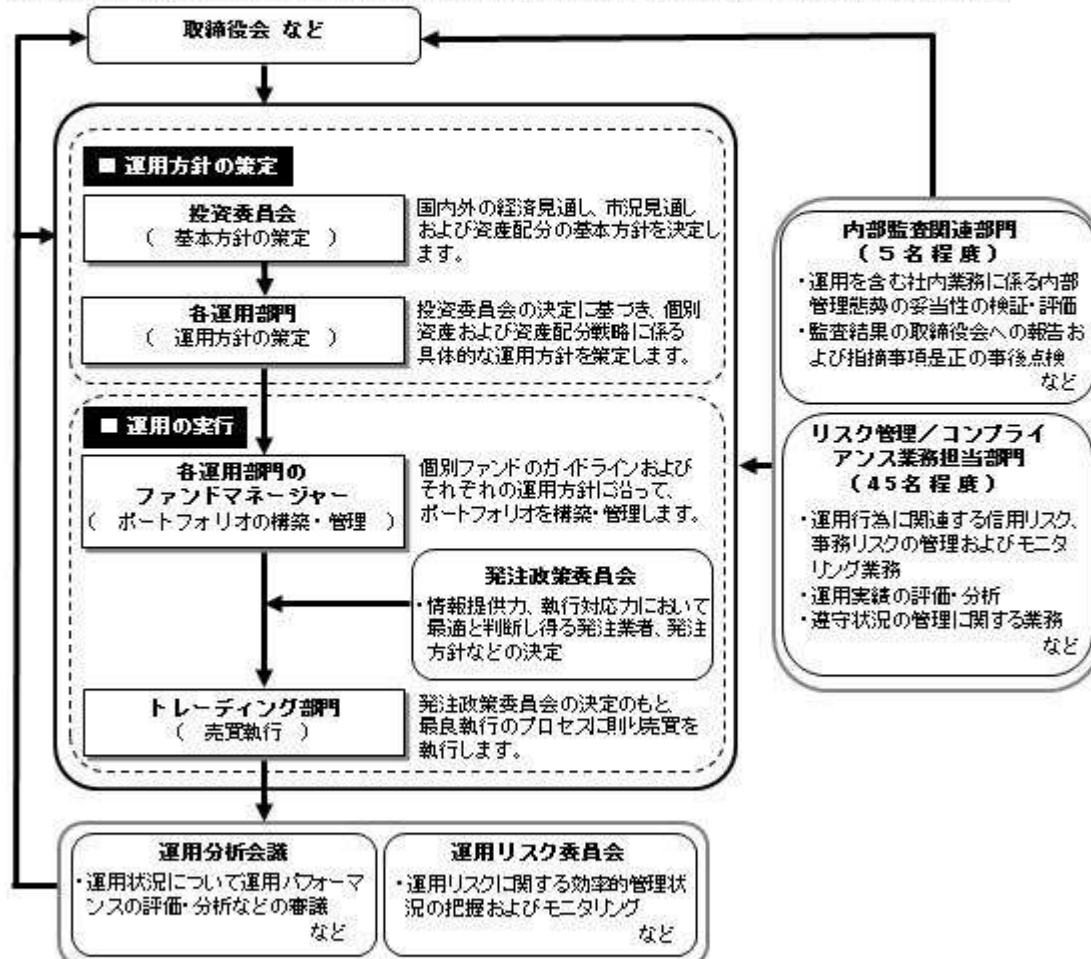 取締役会 など
■ 運用方針の策定
投資委員会
( 基本方針の策定 )
国内外の経済見通し、市況見通し
および資産配分の基本方針を決定し
ます。
各運用部門
( 運用方針の策定 )
投資委員会の決定に基づき、個別
資産および資産配分戦略に係る
具体的な運用方針を策定します。
■ 運用の実行
各運用部門の
ファンドマネージャー
( ポートフォリオの構築・管理 )
個別ファンドのガイドラインおよび
それぞれの運用方針に沿って、
ポートフォリオを構築・管理します。
発注政策委員会
・情報提供力、執行対応力において
最適と判断し得る発注業者、発注
方針などの決定
トレーディング部門
( 売買執行 )
発注政策委員会の決定のもと、
最良執行のプロセスに則り売買を
執行します。
運用分析会議
・運用状況について運用パフォーマ
ンスの評価・分析などの審議
など
運用リスク委員会
・運用リスクに関する効率的管理状
況の把握およびモニタリング
など
内部監査関連部門
(5名程度)
・運用を含む社内業務に係る内部
管理態勢の妥当性の検証・評価
・監査結果の取締役会への報告お
よび指摘事項是正の事後点検
など
リスク管理/コンプライ
アンス業務担当部門
(45名程度)
・運用行為に関連する信用リスク、
事務リスクの管理およびモニタ
リング業務
・運用実績の評価・分析
・遵守状況の管理に関する業務
など